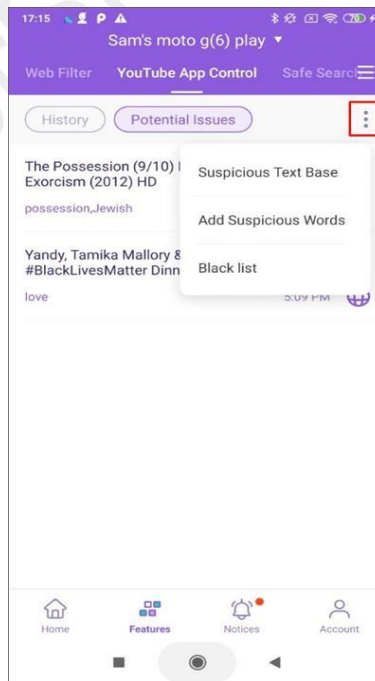 17:15
70
Sam's moto g(6) play
Web Filter YouTube App Control Safe Searc
History Potential Issues
The Possession (9/10)
Exorcism (2012) HD
possession,Jewish
Suspicious Text Base
Add Suspicious Words
Black list
Yandy, Tamika Mallory &
#BlackLivesMatter Dinn
love 5:09 PM
Home Features Notices Account